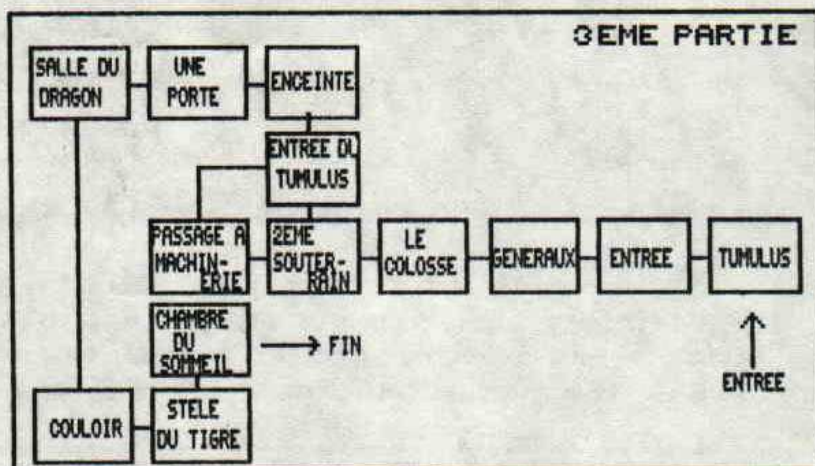 3EME PARTIE
SALLE DU
DRAGON
UNE
PORTE
ENCEINTE
ENTREE DU
TUMULUS
PASSAGE A
MACHIN-
ERIE
2EME
SOUTER-
RAIN
LE
COLOSSE
GENERAUX
ENTREE
TUMULUS
CHAMBRE
DU
SOMMEIL
FIN
ENTREE
COULOIR
STELE
DU TIGRE